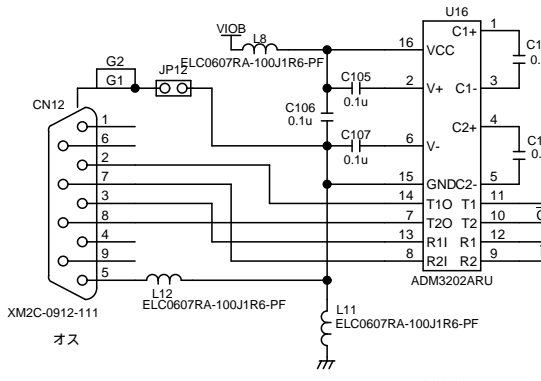 U16
VIOB
L8
ELC0607RA-100J1R6-PF
16
VCC
C1+
1
G2
G1
JP12
C105
0.1u
2
V+
C1-
3
CN12
C106
0.1u
C2+
4
C107
0.1u
6
V-
1
6
2
7
3
8
4
9
5
15
GND
C2-
5
14
T1O
T1
11
7
T2O
T2
10
13
R1I
R1
12
8
R2I
R2
9
ADM3202ARU
L12
ELC0607RA-100J1R6-PF
L11
ELC0607RA-100J1R6-PF
XM2C-0912-111
オス